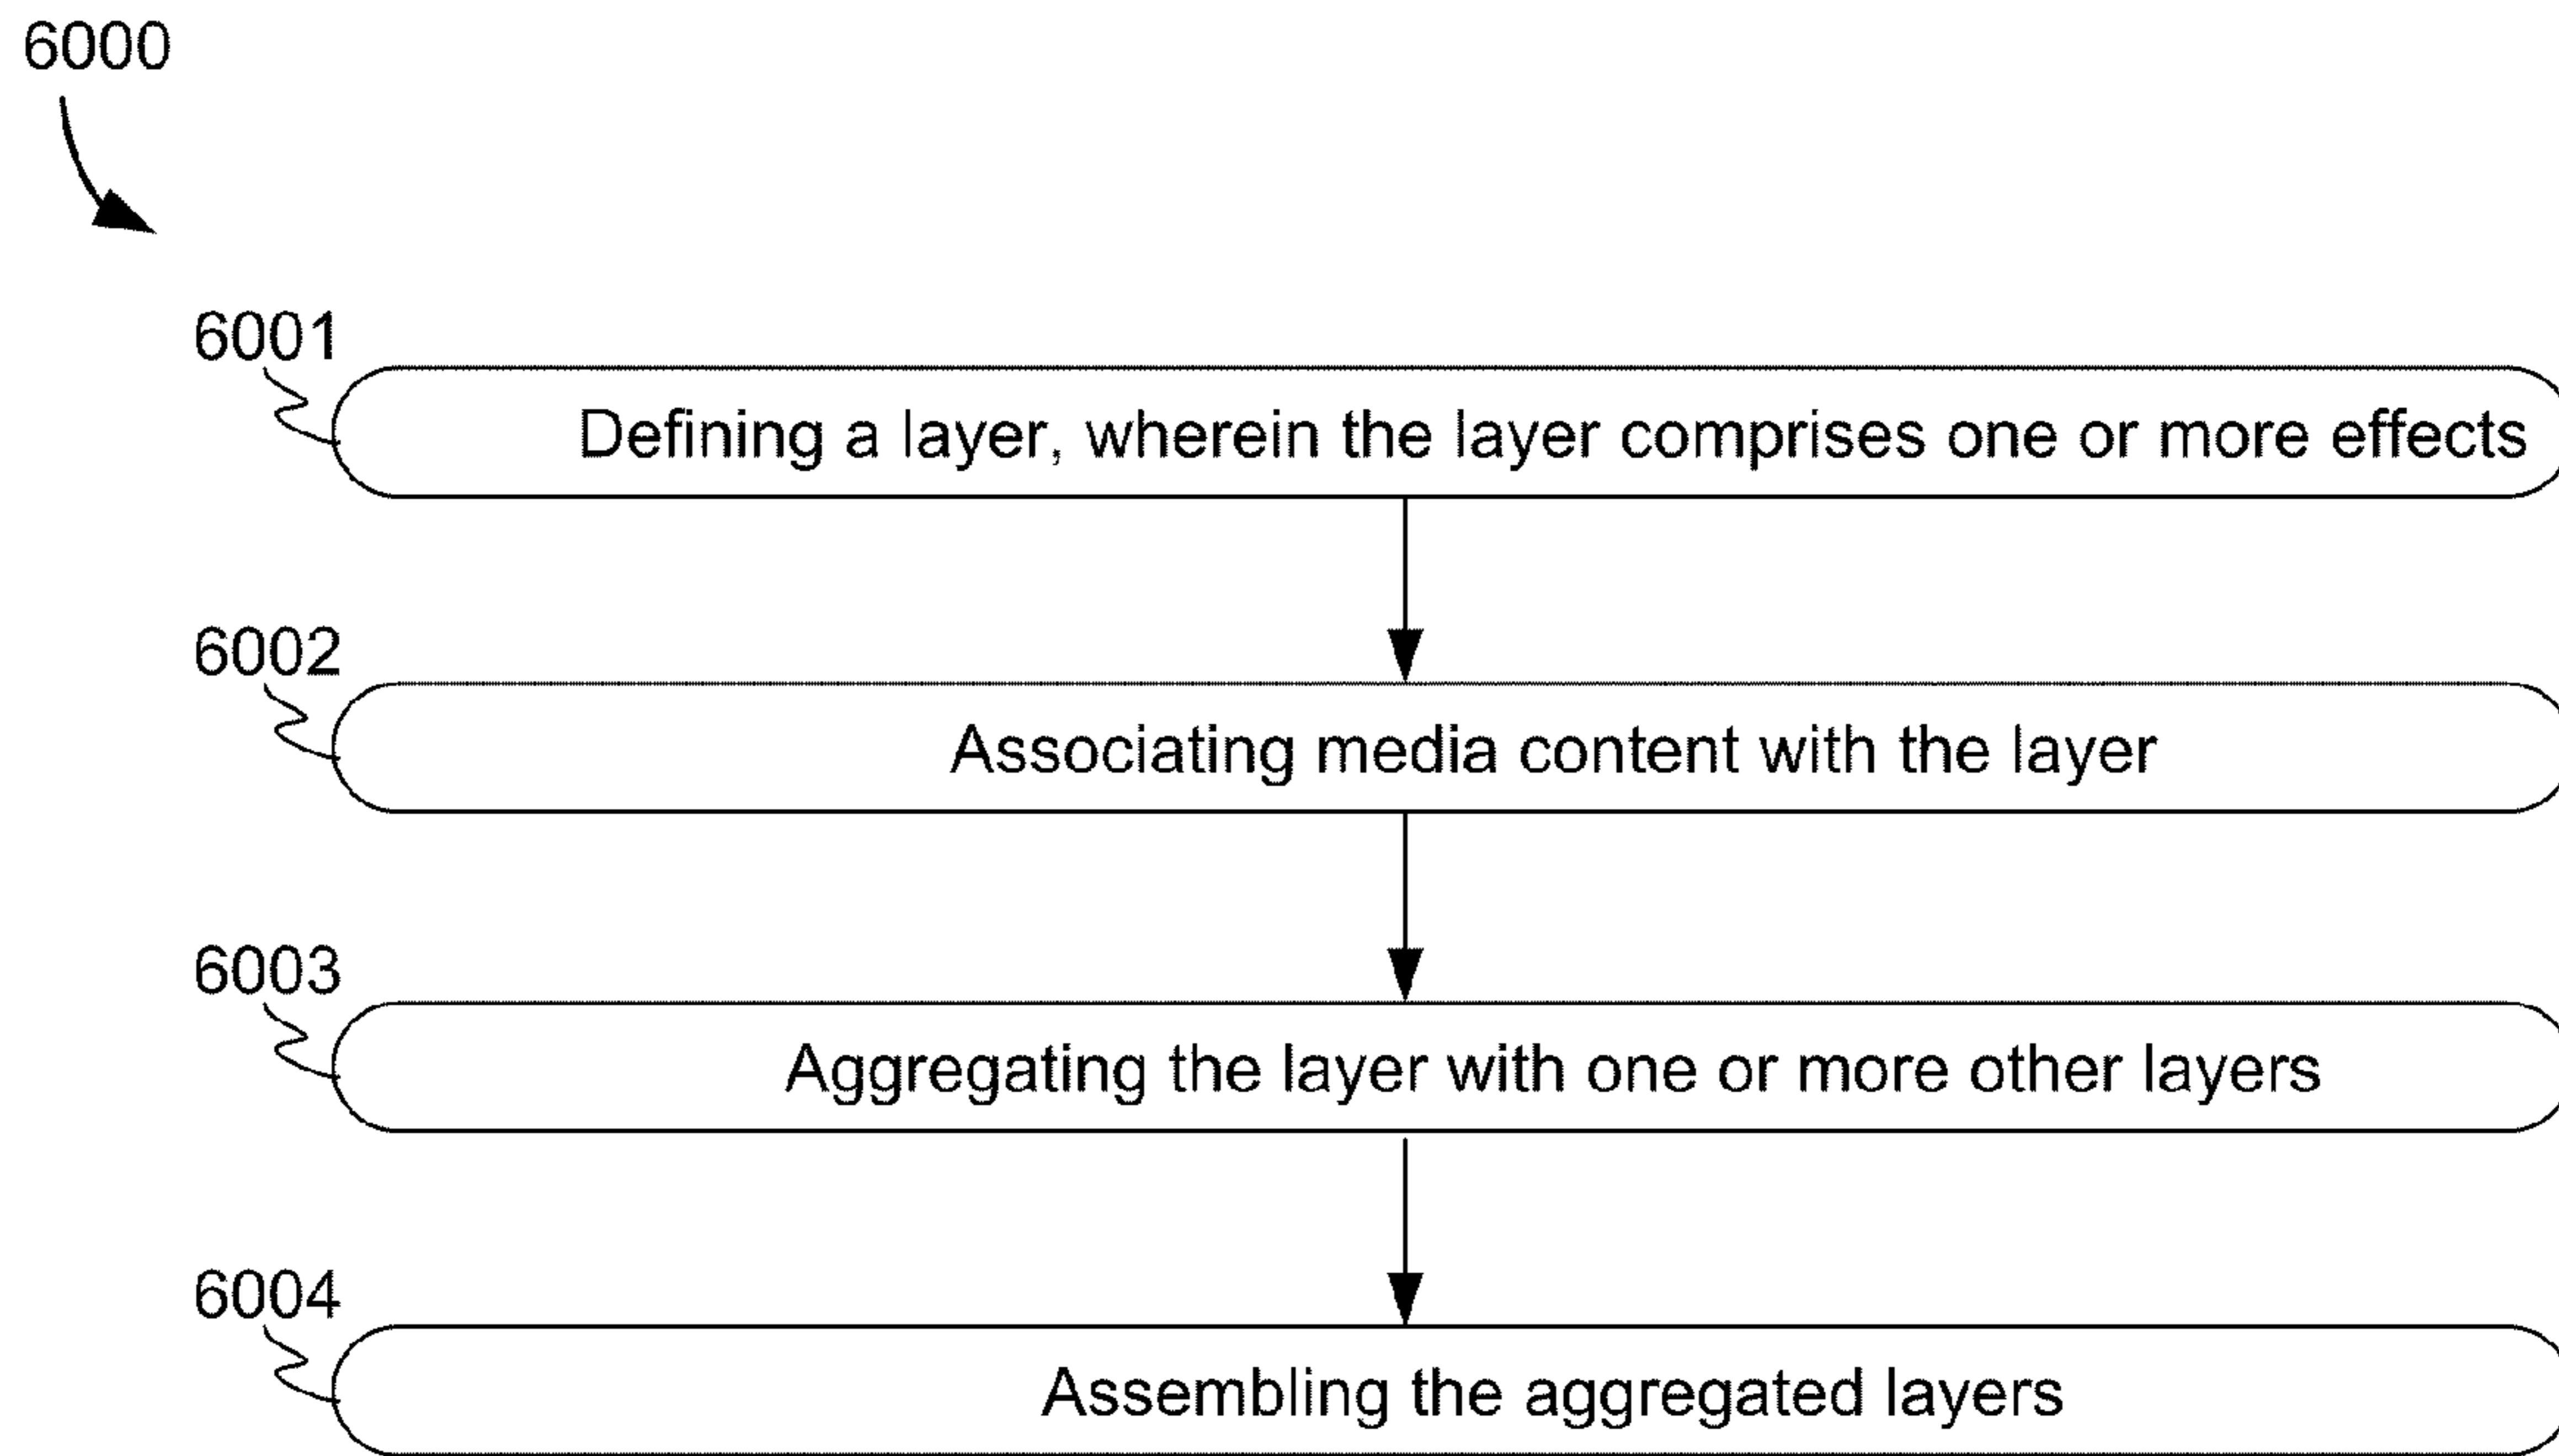 6000
6001
Defining a layer, wherein the layer comprises one or more effects
6002
Associating media content with the layer
6003
Aggregating the layer with one or more other layers
6004
Assembling the aggregated layers